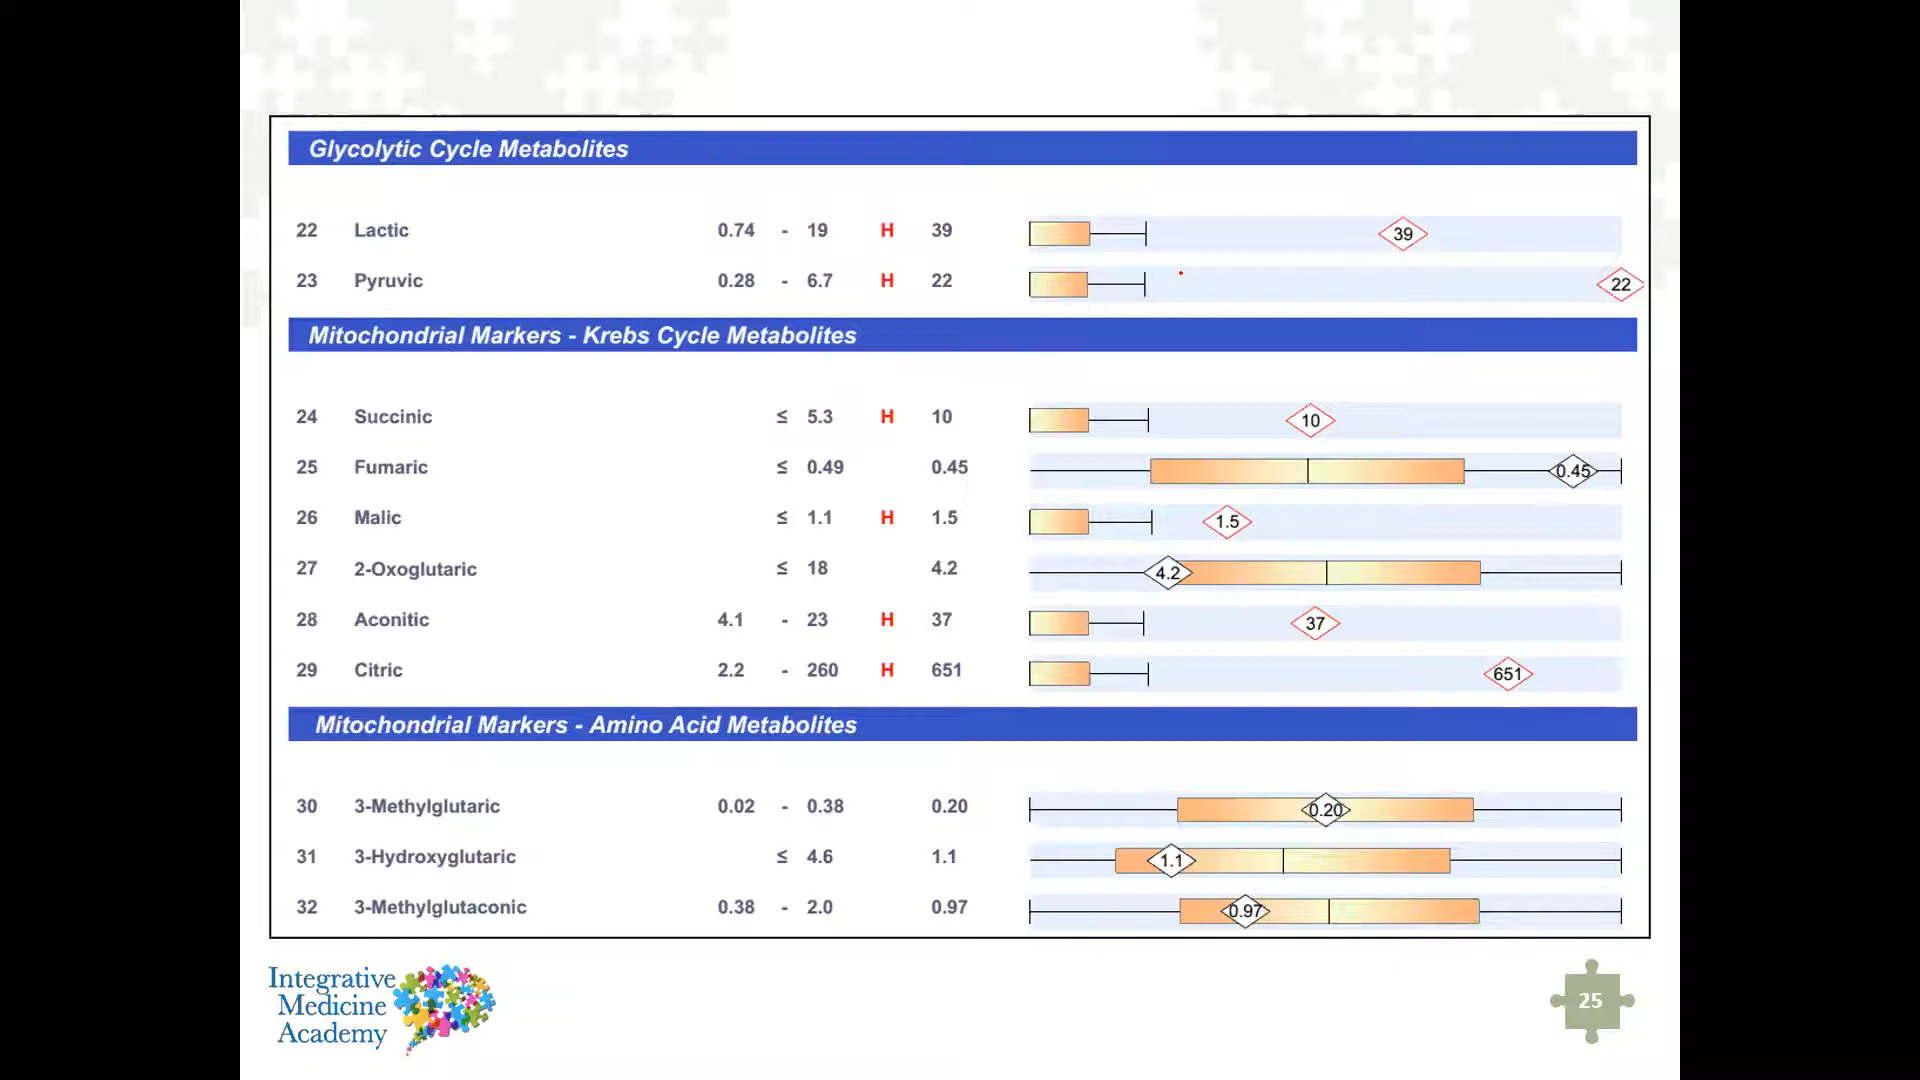 Glycolytic Cycle Metabolites
22 Lactic 0.74 - 19 H 39 39
23 Pyruvic 0.28 - 6.7 H 22 22
Mitochondrial Markers - Krebs Cycle Metabolites
24 Succinic ≤ 5.3 H 10 10
25 Fumaric ≤ 0.49 0.45 0.45
26 Malic ≤ 1.1 H 1.5 1.5
27 2-Oxoglutaric ≤ 18 4.2 4.2
28 Aconitic 4.1 - 23 H 37 37
29 Citric 2.2 - 260 H 651 651
Mitochondrial Markers - Amino Acid Metabolites
30 3-Methylglutaric 0.02 - 0.38 0.20 0.20
31 3-Hydroxyglutaric ≤ 4.6 1.1 1.1
32 3-Methylglutaconic 0.38 - 2.0 0.97 0.97
Integrative
Medicine
Academy
25